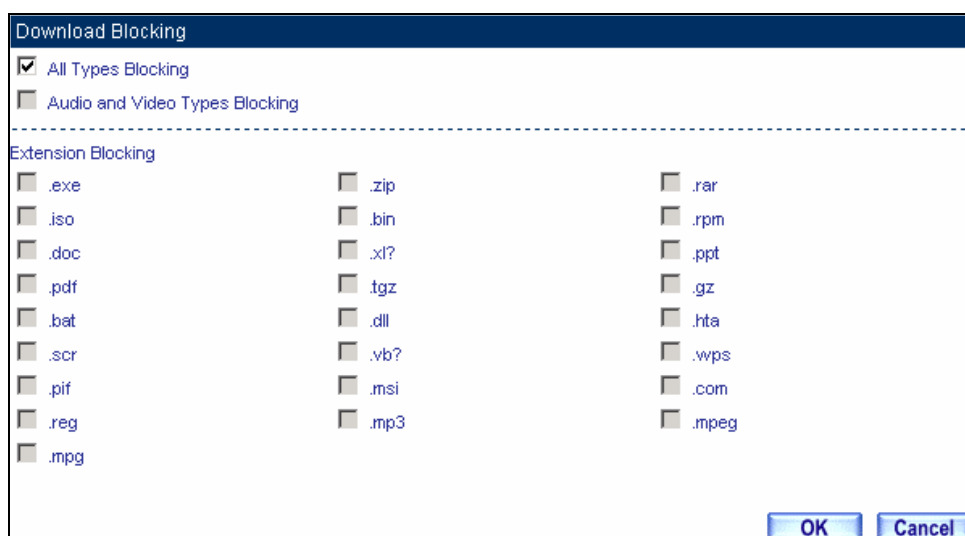 Download Blocking
All Types Blocking
Audio and Video Types Blocking
Extension Blocking
.exe .zip .rar
.iso .bin .rpm
.doc .xl? .ppt
.pdf .tgz .gz
.bat .dll .hta
.scr .vb? .wps
.pif .msi .com
.reg .mp3 .mpeg
.mpg
OK Cancel